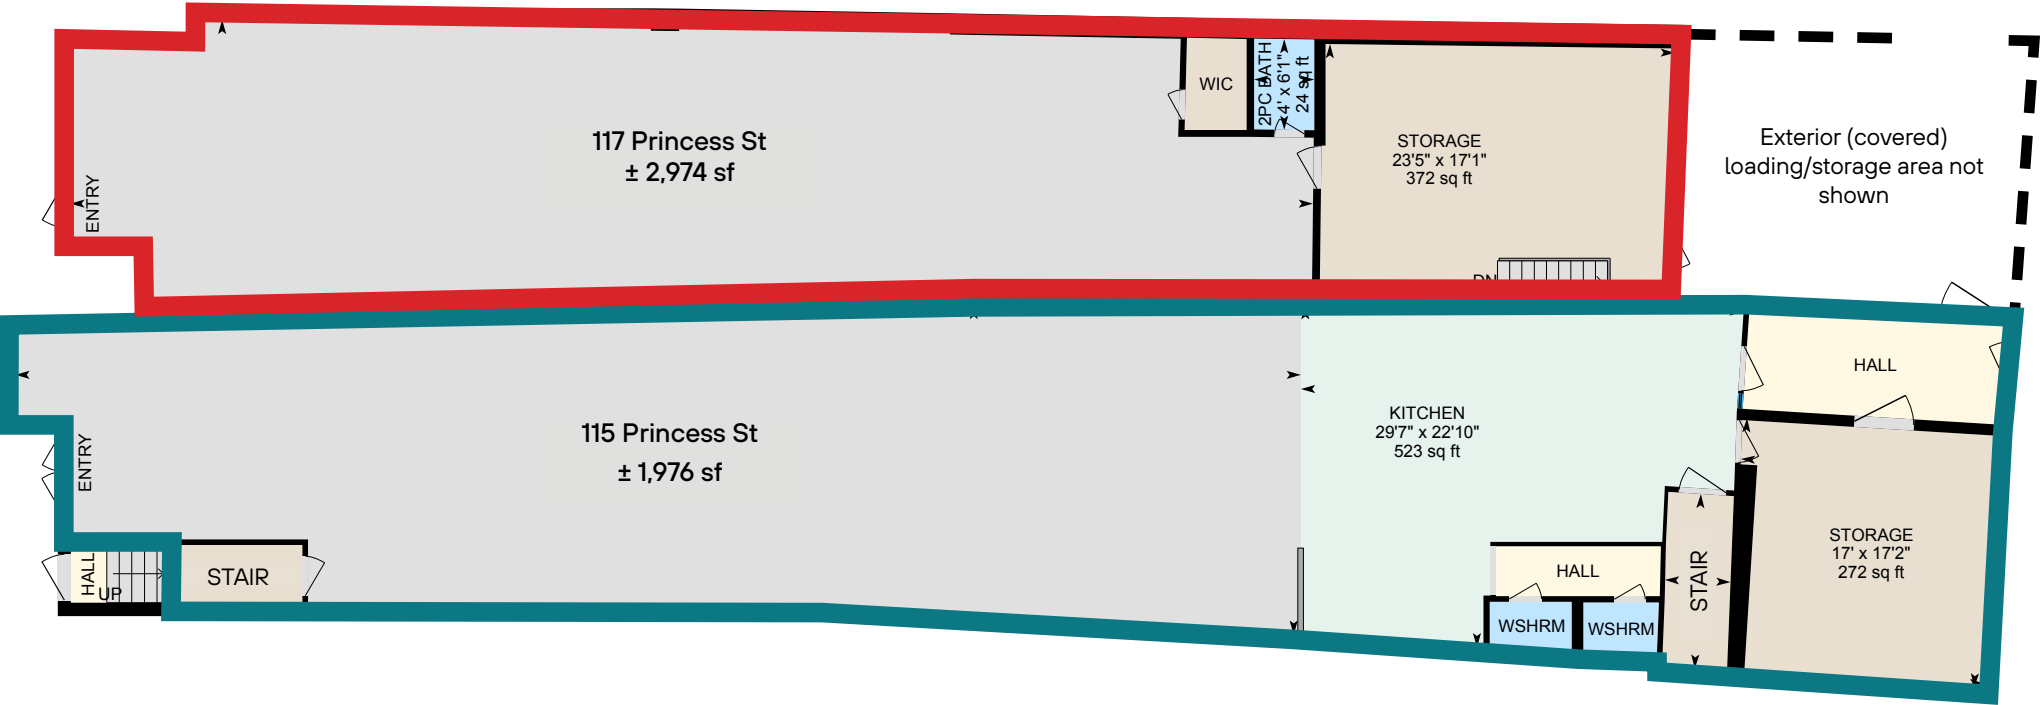 117 Princess St
± 2,974 sf
ENTRY
WIC
2PC BATH
4' x 6'1"
24 sq ft
STORAGE
23'5" x 17'1"
372 sq ft
DN
Exterior (covered)
loading/storage area not
shown
115 Princess St
± 1,976 sf
ENTRY
HALL
UP
STAIR
KITCHEN
29'7" x 22'10"
523 sq ft
HALL
WSHRM
WSHRM
STAIR
HALL
STORAGE
17' x 17'2"
272 sq ft